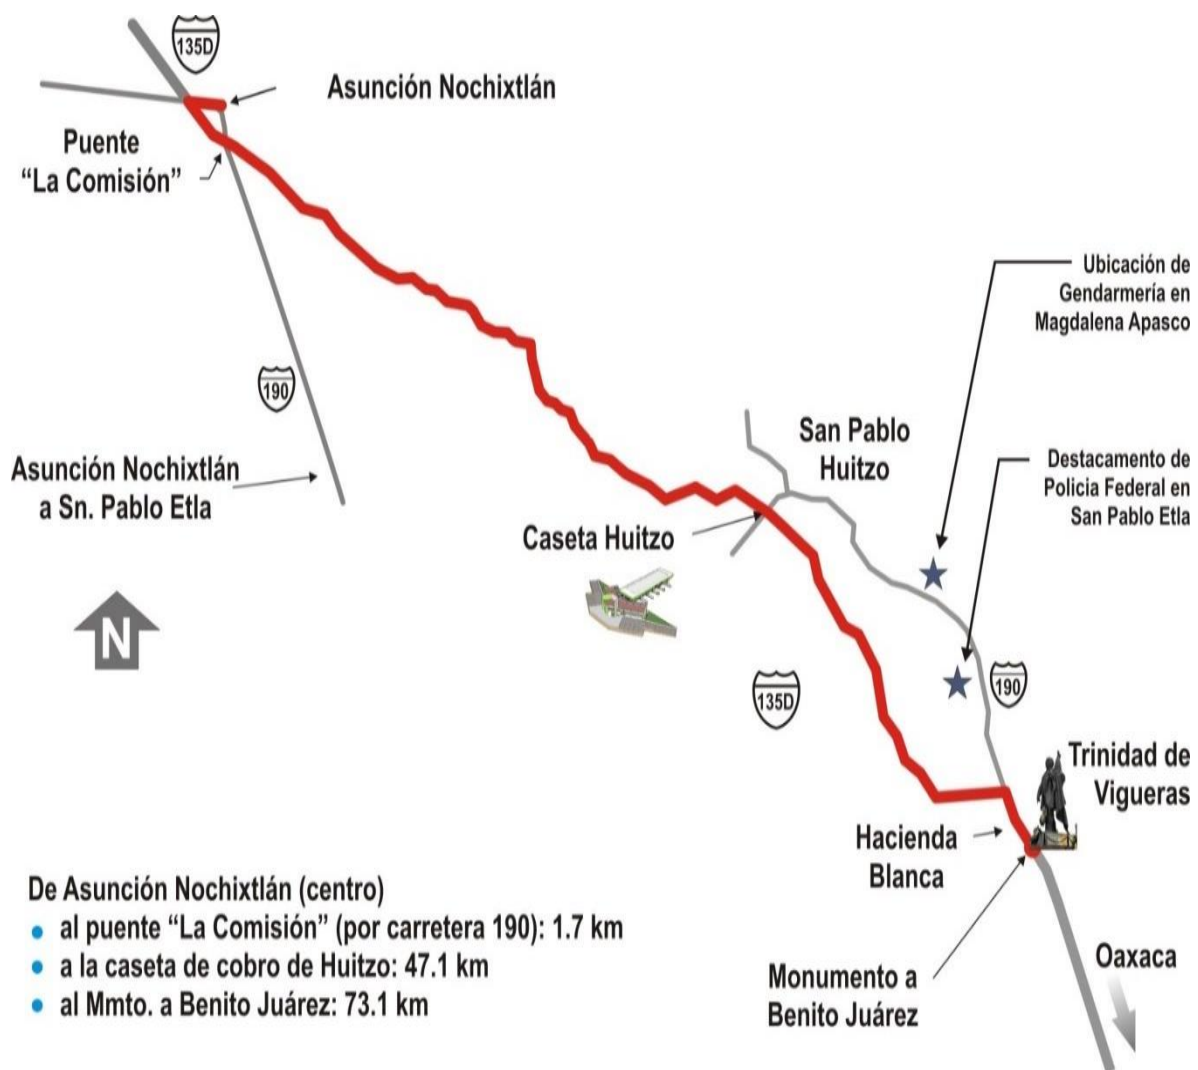 135D
Asunción Nochixtlán
Puente
“La Comisión”
Ubicación de
Gendarmería en
Magdalena Apasco
190
San Pablo
Huitzo
Asunción Nochixtlán
a Sn. Pablo Etla
Destacamento de
Policia Federal en
San Pablo Etla
Caseta Huitzo
N
135D
190
Trinidad de
Vigueras
Hacienda
Blanca
De Asunción Nochixtlán (centro)
al puente “La Comisión” (por carretera 190): 1.7 km
a la caseta de cobro de Huitzo: 47.1 km
al Mmto. a Benito Juárez: 73.1 km
Monumento a
Benito Juárez
Oaxaca